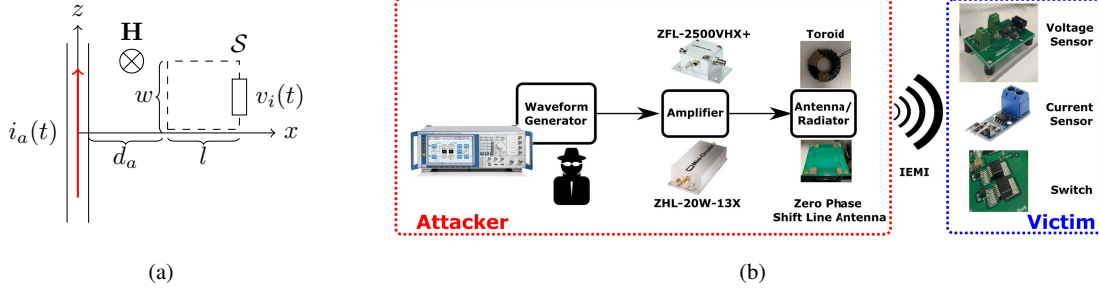 z
H
S
w
v_i(t)
i_a(t)
x
d_a
l
(a)
ZFL-2500VHX+
Toroid
Waveform
Generator
Amplifier
Antenna/
Radiator
ZHL-20W-13X
Zero Phase
Shift Line Antenna
Attacker
IEMI
Voltage
Sensor
Current
Sensor
Switch
Victim
(b)